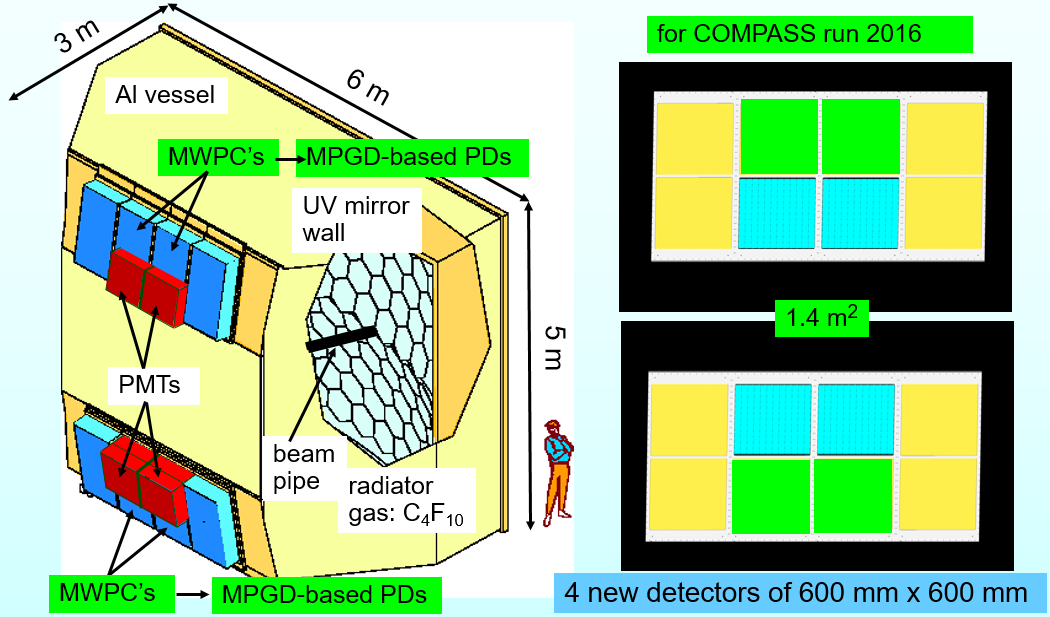 3 m
6 m
Al vessel
MWPC's
MPGD-based PDs
UV mirror
wall
5 m
PMTs
beam
pipe
radiator
gas: C₄F₁₀
MWPC's
MPGD-based PDs
for COMPASS run 2016
1.4 m²
4 new detectors of 600 mm x 600 mm